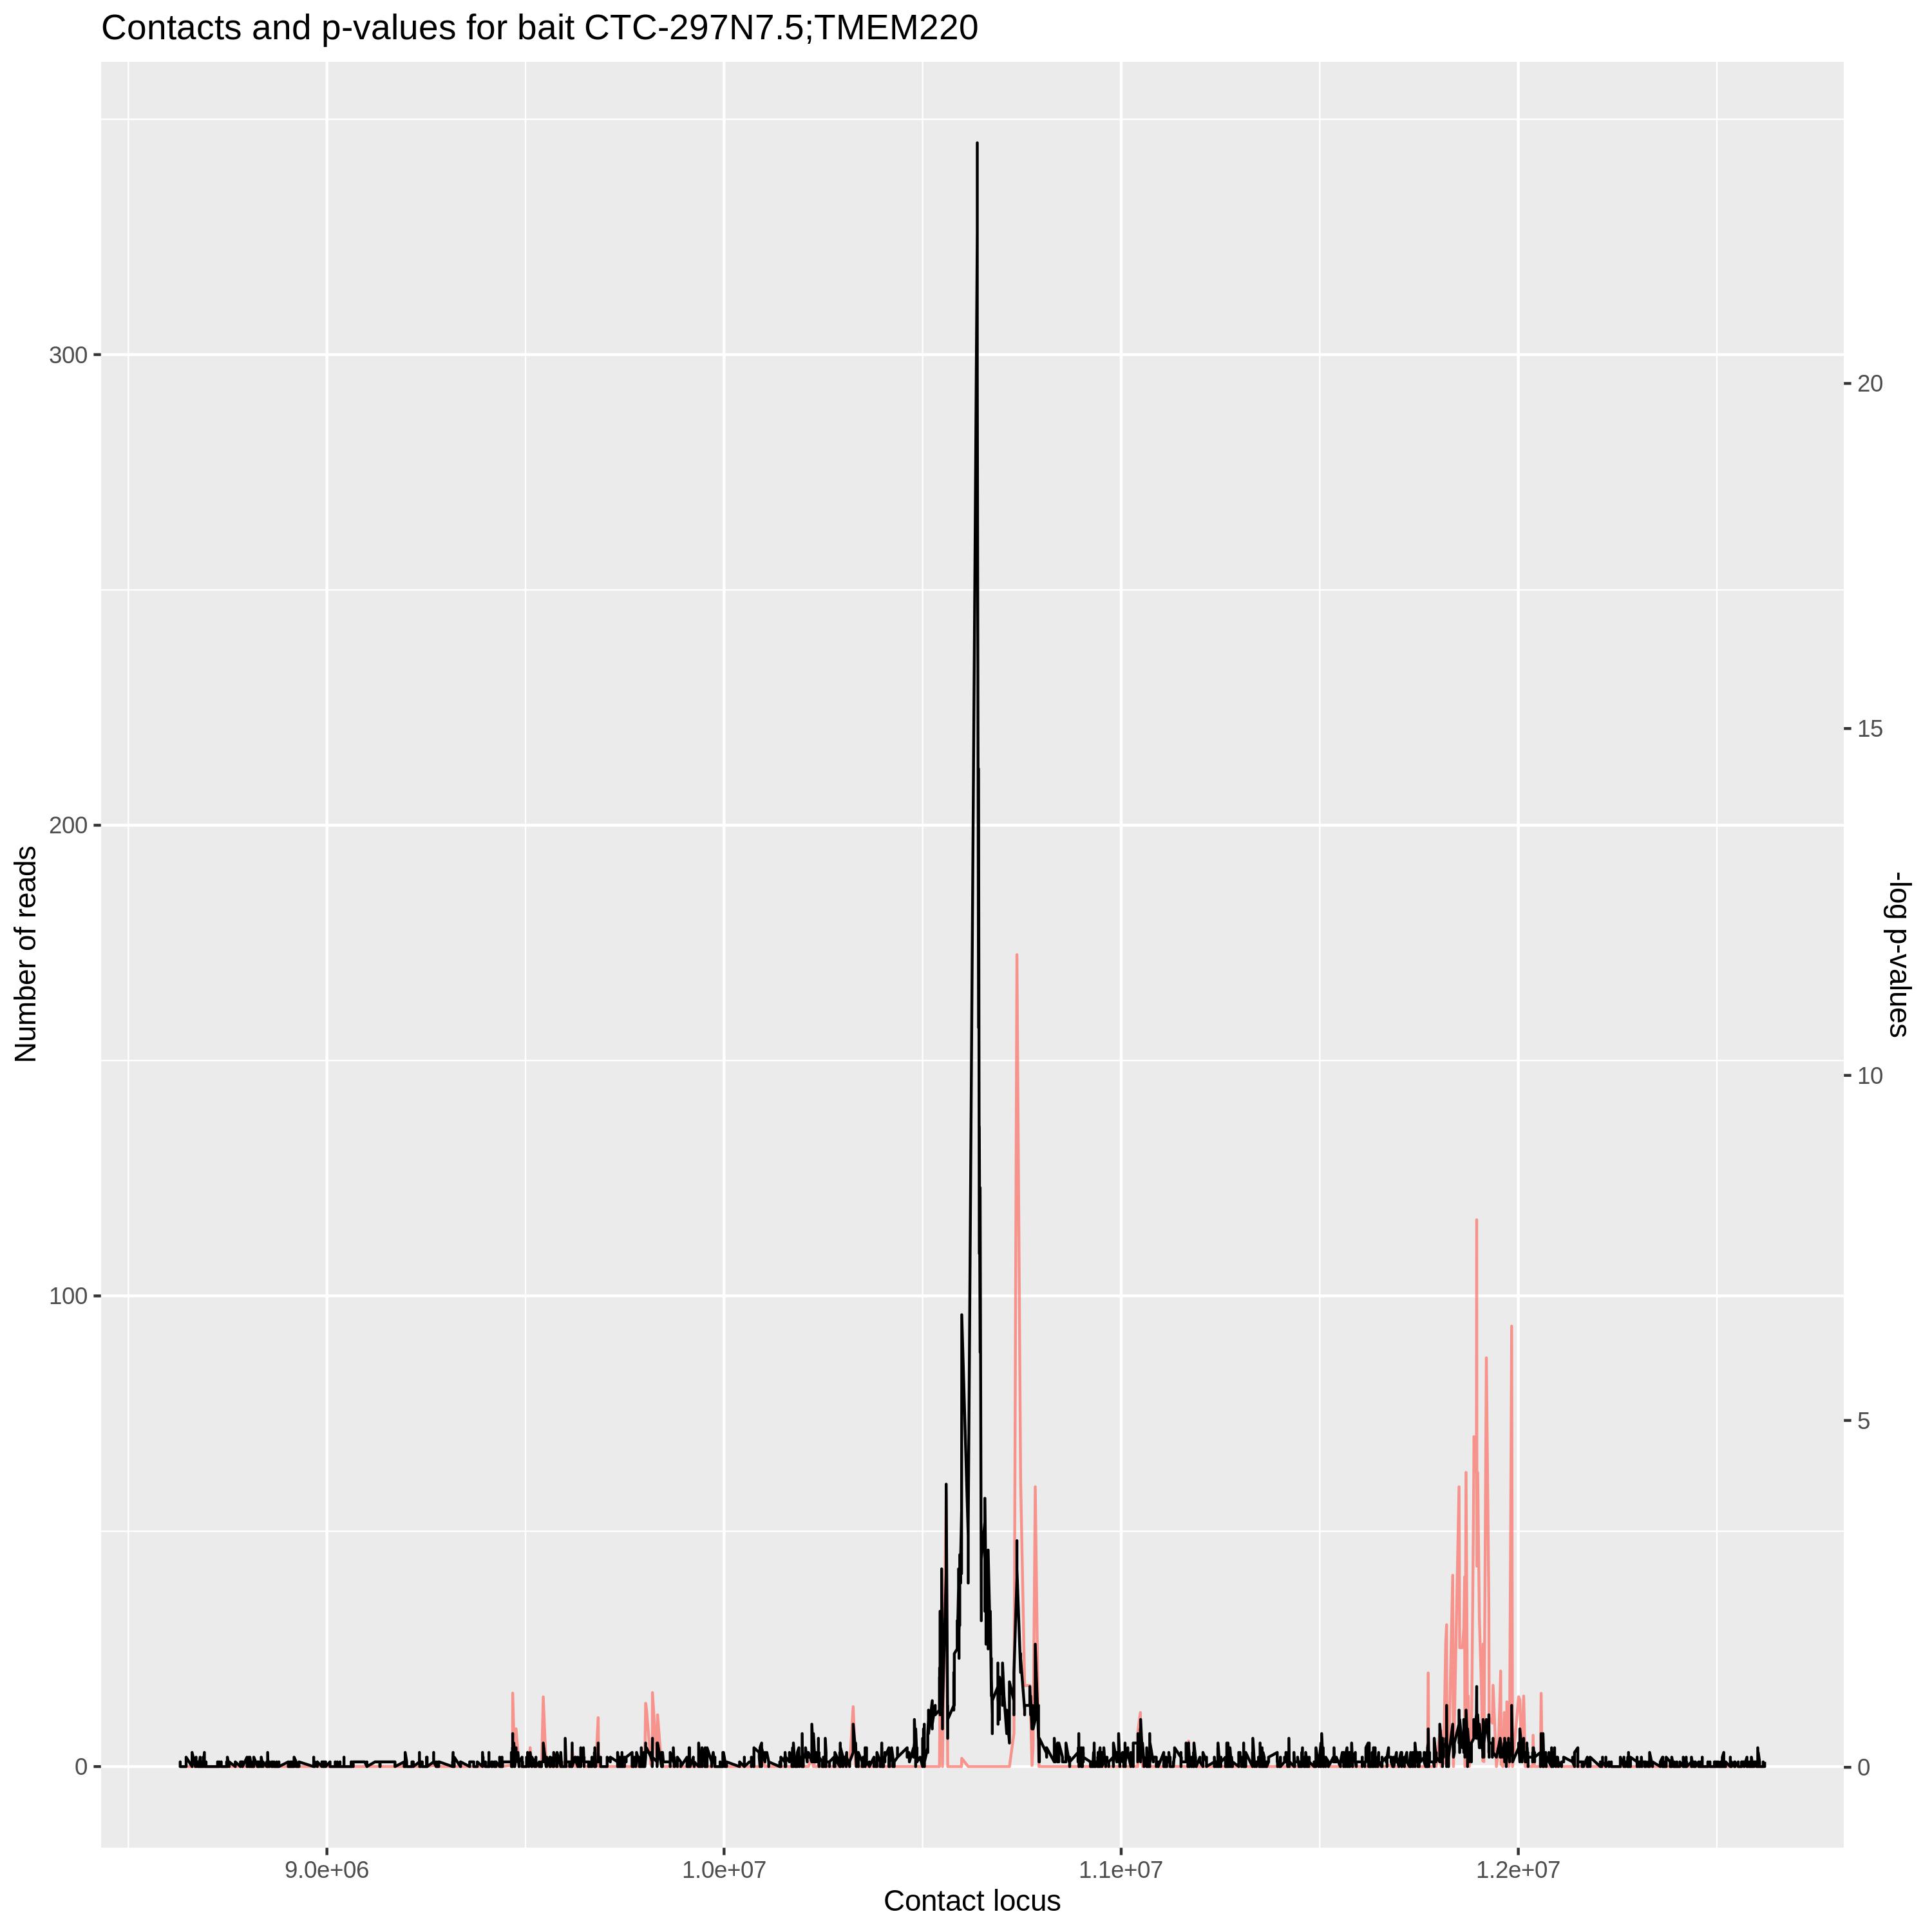 Contacts and p-values for bait CTC-297N7.5;TMEM220
300
200
100
0
Number of reads
20
15
10
5
0
-log p-values
9.0e+06 1.0e+07 1.1e+07 1.2e+07
Contact locus